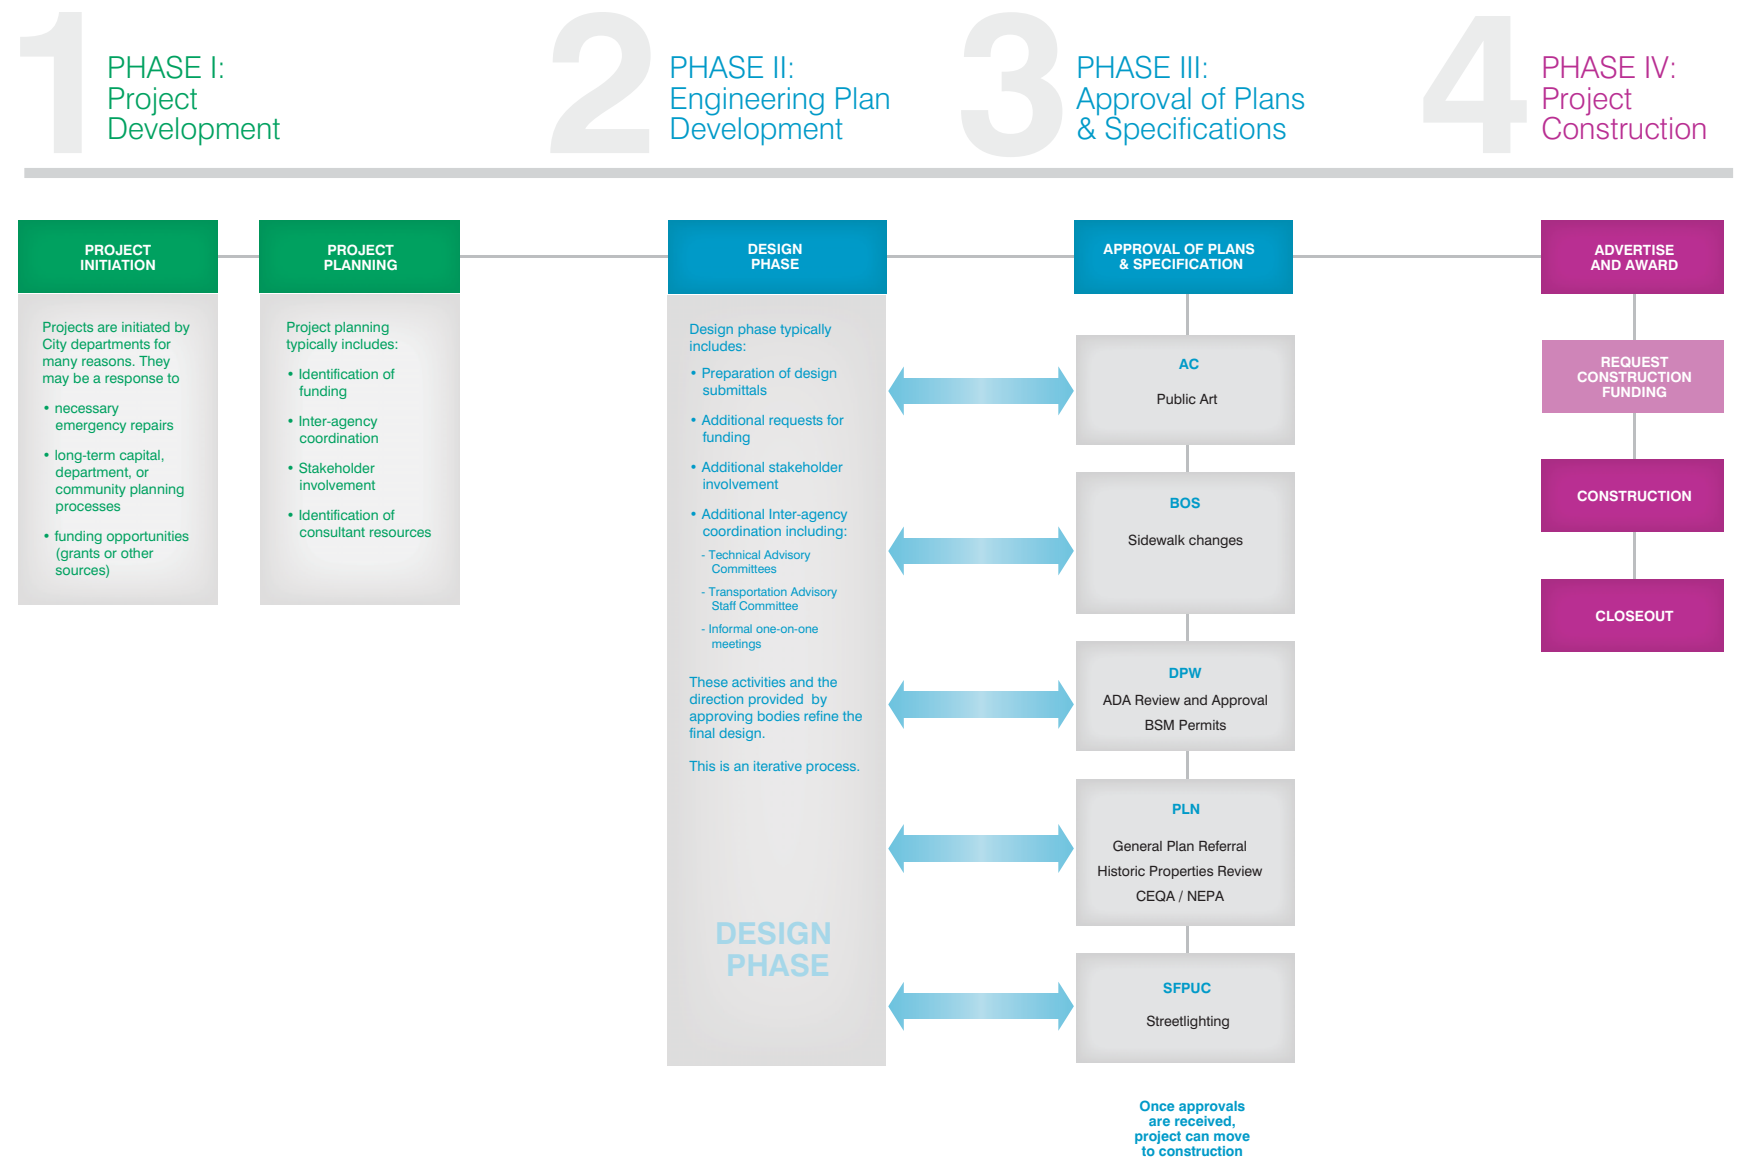 1
PHASE I:
Project
Development
2
PHASE II:
Engineering Plan
Development
3
PHASE III:
Approval of Plans
& Specifications
4
PHASE IV:
Project
Construction
PROJECT
INITIATION
Projects are initiated by
City departments for
many reasons. They
may be a response to
• necessary
emergency repairs
• long-term capital,
department, or
community planning
processes
• funding opportunities
(grants or other
sources)
PROJECT
PLANNING
Project planning
typically includes:
• Identification of
funding
• Inter-agency
coordination
• Stakeholder
involvement
• Identification of
consultant resources
DESIGN
PHASE
Design phase typically
includes:
• Preparation of design
submittals
• Additional requests for
funding
• Additional stakeholder
involvement
• Additional Inter-agency
coordination including:
- Technical Advisory
Committees
- Transportation Advisory
Staff Committee
- Informal one-on-one
meetings
These activities and the
direction provided  by
approving bodies refine the
final design.
This is an iterative process.
DESIGN
PHASE
APPROVAL OF PLANS
& SPECIFICATION
AC
Public Art
BOS
Sidewalk changes
DPW
ADA Review and Approval
BSM Permits
PLN
General Plan Referral
Historic Properties Review
CEQA / NEPA
SFPUC
Streetlighting
Once approvals
are received,
project can move
to construction
ADVERTISE
AND AWARD
REQUEST
CONSTRUCTION
FUNDING
CONSTRUCTION
CLOSEOUT